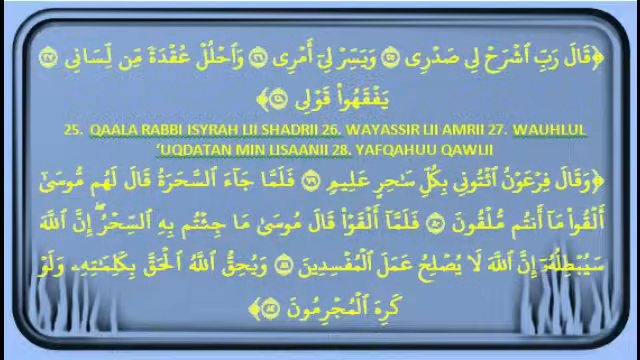 ﴿قَالَ رَبِّ ٱشْرَحْ لِي صَدْرِي ٢٥ وَيَسِّرْ لِيٓ أَمْرِي ٢٦ وَٱحْلُلْ عُقْدَةً مِّن لِّسَانِي ٢٧
يَفْقَهُواْ قَوْلِي ٢٨﴾
25. QAALA RABBI ISYRAH LII SHADRII 26. WAYASSIR LII AMRII 27. WAUHLUL
'UQDATAN MIN LISAANII 28. YAFQAHUU QAWLII
﴿وَقَالَ فِرْعَوْنُ ٱئْتُونِي بِكُلِّ سَٰحِرٍ عَلِيمٖ ٧٩ فَلَمَّا جَآءَ ٱلسَّحَرَةُ قَالَ لَهُم مُّوسَىٰٓ
أَلْقُواْ مَآ أَنتُم مُّلْقُونَ ٨٠ فَلَمَّآ أَلْقَوْاْ قَالَ مُوسَىٰ مَا جِئْتُم بِهِ ٱلسِّحْرُۖ إِنَّ ٱللَّهَ
سَيُبْطِلُهُۥٓ إِنَّ ٱللَّهَ لَا يُصْلِحُ عَمَلَ ٱلْمُفْسِدِينَ ٨١ وَيُحِقُّ ٱللَّهُ ٱلْحَقَّ بِكَلِمَٰتِهِۦ وَلَوْ
كَرِهَ ٱلْمُجْرِمُونَ ٨٢﴾